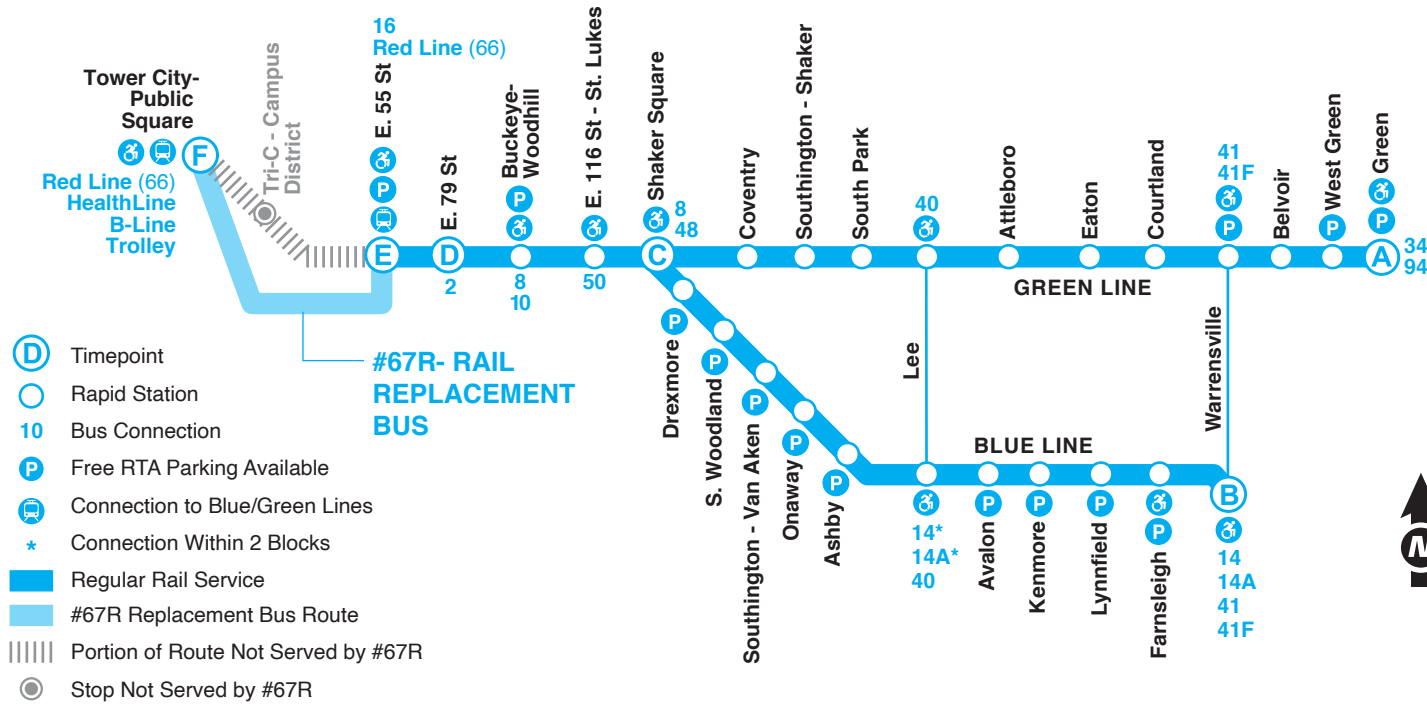 Tower City-
Public
Square
F
Red Line (66)
HealthLine
B-Line
Trolley
Tri-C - Campus
District
16
Red Line (66)
E. 55 St
P
E
E. 79 St
D
2
Buckeye-
Woodhill
P
8
10
E. 116 St - St. Lukes
50
Shaker Square
8
48
C
Coventry
Southington - Shaker
South Park
40
Attleboro
Eaton
Courtland
41
41F
P
Belvoir
West Green
P
Green
P
A
34
94
GREEN LINE
#67R- RAIL
REPLACEMENT
BUS
Drexmore
P
S. Woodland
P
Southington - Van Aken
P
Onaway
P
Ashby
P
Lee
14*
14A*
40
BLUE LINE
Avalon
P
Kenmore
P
Lynnfield
P
Farnsleigh
P
Warrensville
B
14
14A
41
41F
N
D Timepoint
Rapid Station
10 Bus Connection
P Free RTA Parking Available
Connection to Blue/Green Lines
* Connection Within 2 Blocks
Regular Rail Service
#67R Replacement Bus Route
Portion of Route Not Served by #67R
Stop Not Served by #67R